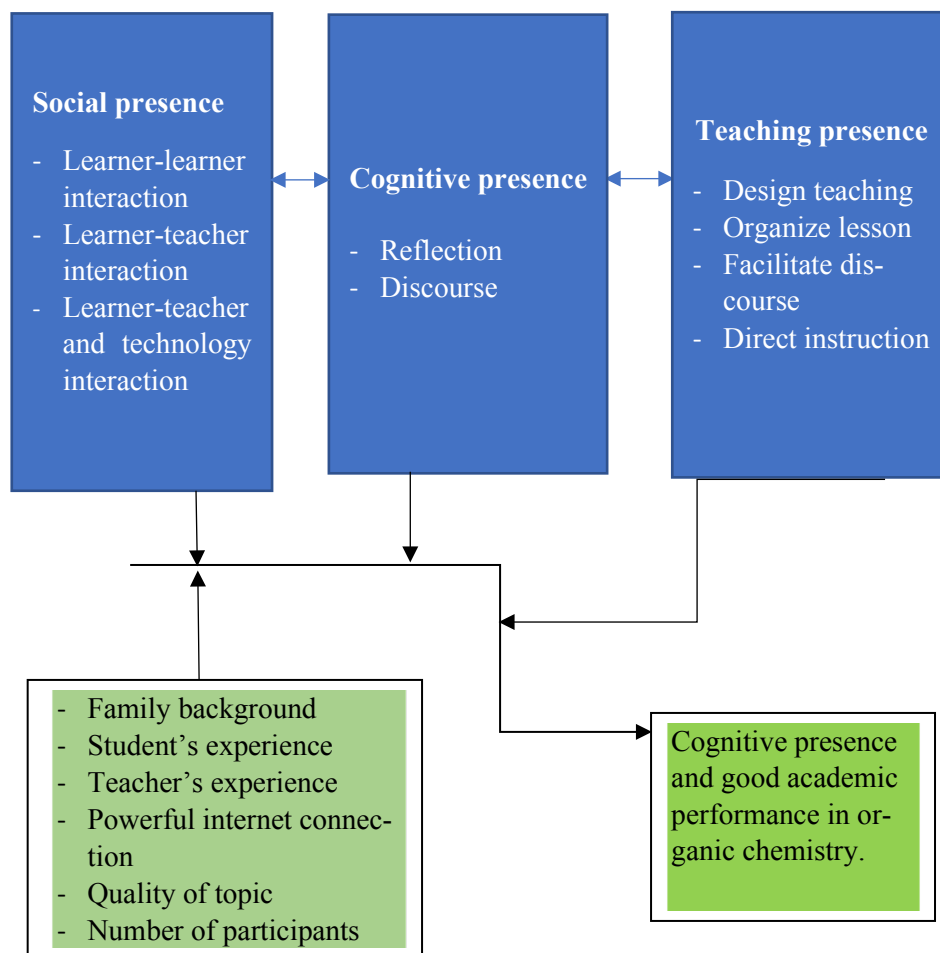 Social presence
- Learner-learner
interaction
- Learner-teacher
interaction
- Learner-teacher
and technology
interaction
Cognitive presence
- Reflection
- Discourse
Teaching presence
- Design teaching
- Organize lesson
- Facilitate dis-
course
- Direct instruction
- Family background
- Student’s experience
- Teacher’s experience
- Powerful internet connec-
tion
- Quality of topic
- Number of participants
Cognitive presence
and good academic
performance in or-
ganic chemistry.